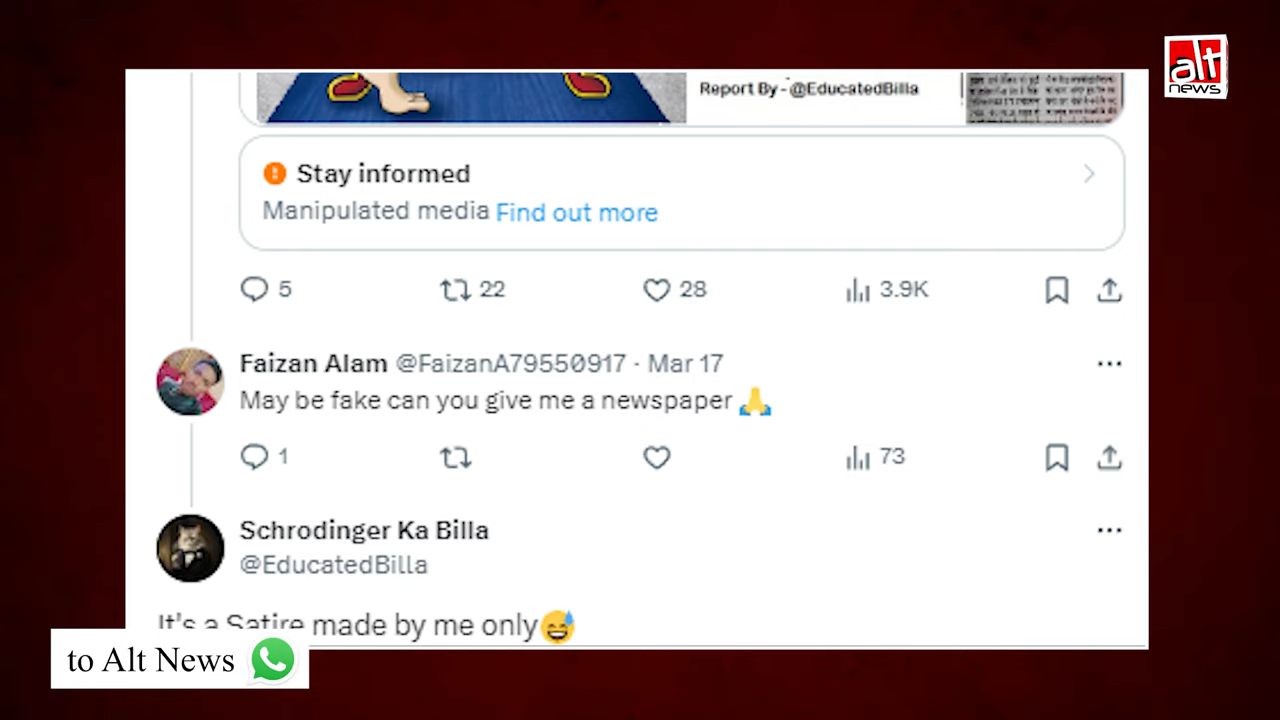 alt
news
Report By - @EducatedBilla
Stay informed
Manipulated media Find out more
5 22 28 3.9K
Faizan Alam @FaizanA79550917 · Mar 17
May be fake can you give me a newspaper 🙏
1 73
Schrodinger Ka Billa
@EducatedBilla
It's a Satire made by me only😅
to Alt News